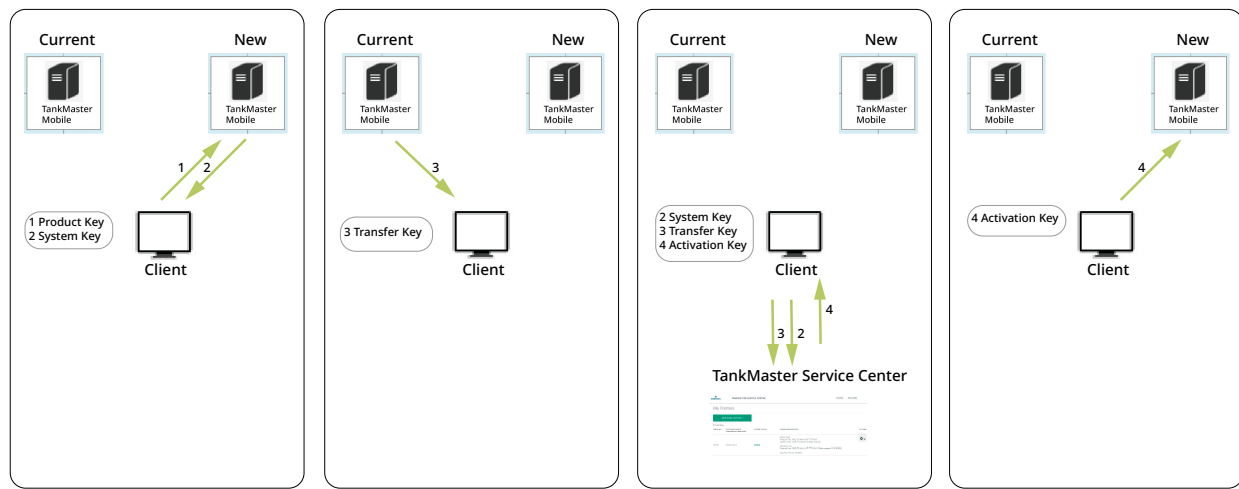 Current
New
TankMaster
Mobile
TankMaster
Mobile
1
2
1 Product Key
2 System Key
Client
Current
New
TankMaster
Mobile
TankMaster
Mobile
3
3 Transfer Key
Client
Current
New
TankMaster
Mobile
TankMaster
Mobile
2 System Key
3 Transfer Key
4 Activation Key
Client
3
2
4
TankMaster Service Center
Current
New
TankMaster
Mobile
TankMaster
Mobile
4
4 Activation Key
Client